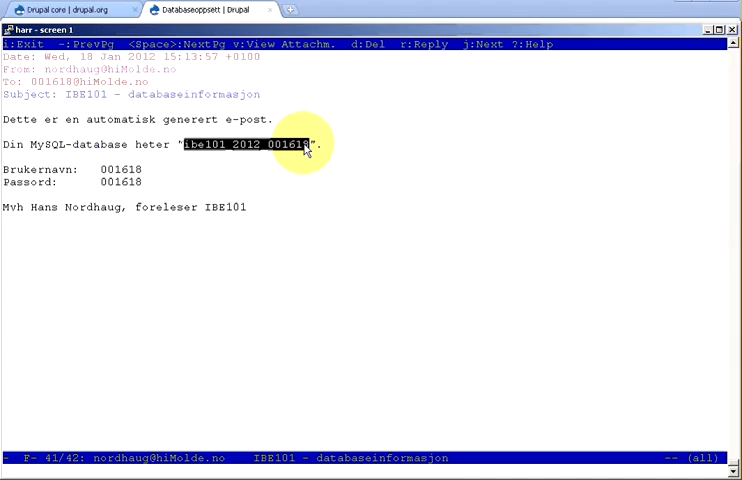 Drupal core | drupal.org
Databaseoppsett | Drupal
harr - screen 1
i:Exit -:PrevPg <Space>:NextPg v:View Attachm. d:Del r:Reply j:Next ?:Help
Date: Wed, 18 Jan 2012 15:13:57 +0100
From: nordhaug@hiMolde.no
To: 001618@hiMolde.no
Subject: IBE101 - databaseinformasjon
Dette er en automatisk generert e-post.
Din MySQL-database heter "ibe101_2012_001618".
Brukernavn: 001618
Passord: 001618
Mvh Hans Nordhaug, foreleser IBE101
- F- 41/42: nordhaug@hiMolde.no IBE101 - databaseinformasjon -- (all)